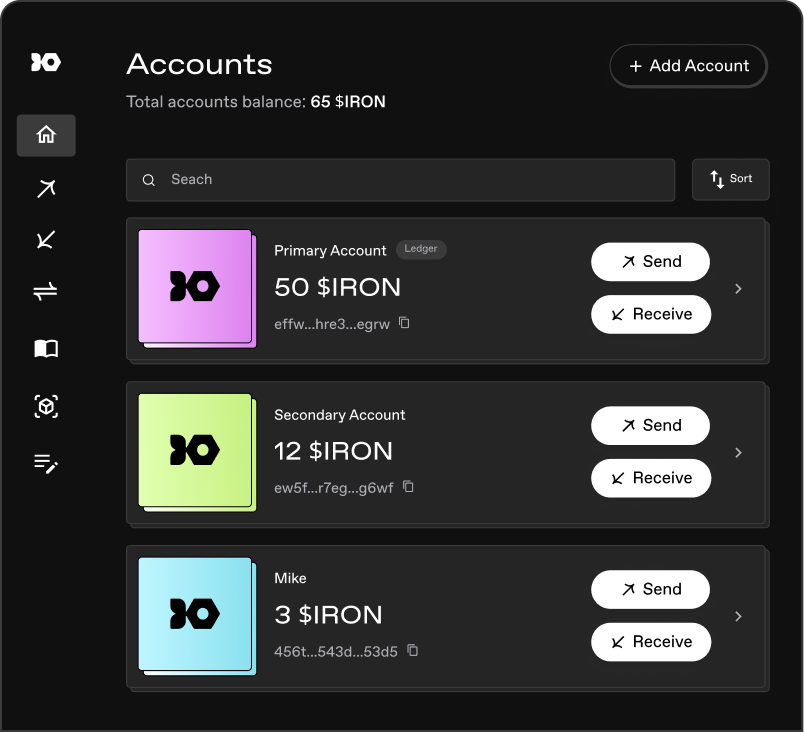 Accounts
+ Add Account
Total accounts balance: 65 $IRON
Seach
Sort
Primary Account Ledger
50 $IRON
effw...hre3...egrw
Send
Receive
Secondary Account
12 $IRON
ew5f...r7eg...g6wf
Send
Receive
Mike
3 $IRON
456t...543d...53d5
Send
Receive